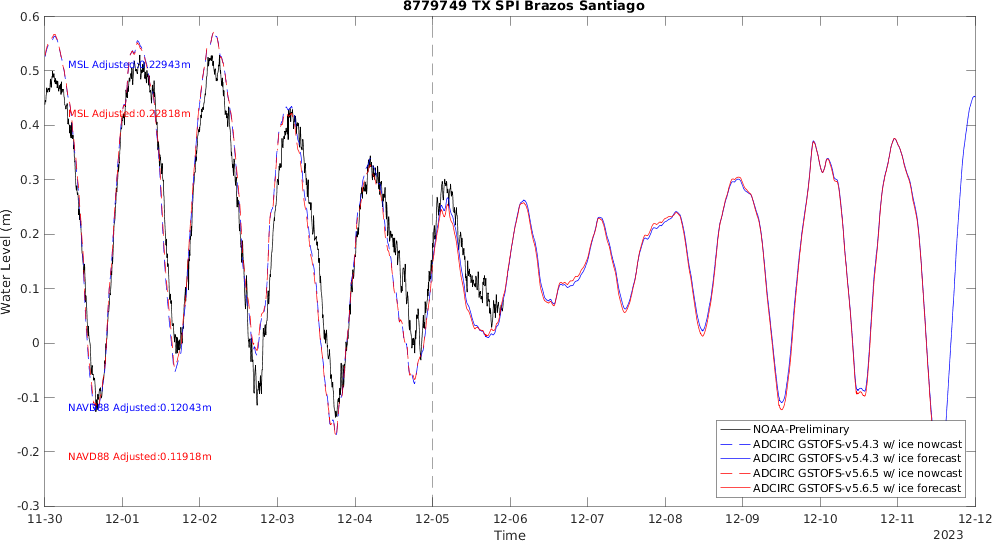 8779749 TX SPI Brazos Santiago
0.6
0.5
0.4
0.3
0.2
0.1
0
-0.1
-0.2
-0.3
Water Level (m)
MSL Adjusted:0.22943m
MSL Adjusted:0.22818m
NAVD88 Adjusted:0.12043m
NAVD88 Adjusted:0.11918m
NOAA-Preliminary
ADCIRC GSTOFS-v5.4.3 w/ ice nowcast
ADCIRC GSTOFS-v5.4.3 w/ ice forecast
ADCIRC GSTOFS-v5.6.5 w/ ice nowcast
ADCIRC GSTOFS-v5.6.5 w/ ice forecast
11-30 12-01 12-02 12-03 12-04 12-05 12-06 12-07 12-08 12-09 12-10 12-11 12-12
Time
2023